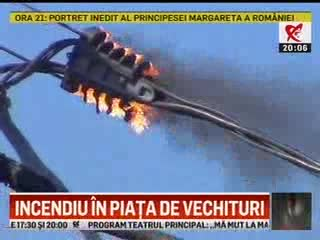 ORA 21: PORTRET INEDIT AL PRINCIPESEI MARGARETA A ROMÂNIEI
20:06
INCENDIU ÎN PIAȚA DE VECHITURI
E 17:30 ȘI 20:00 PROGRAM TEATRUL PRINCIPAL: „MĂ MUT LA MA